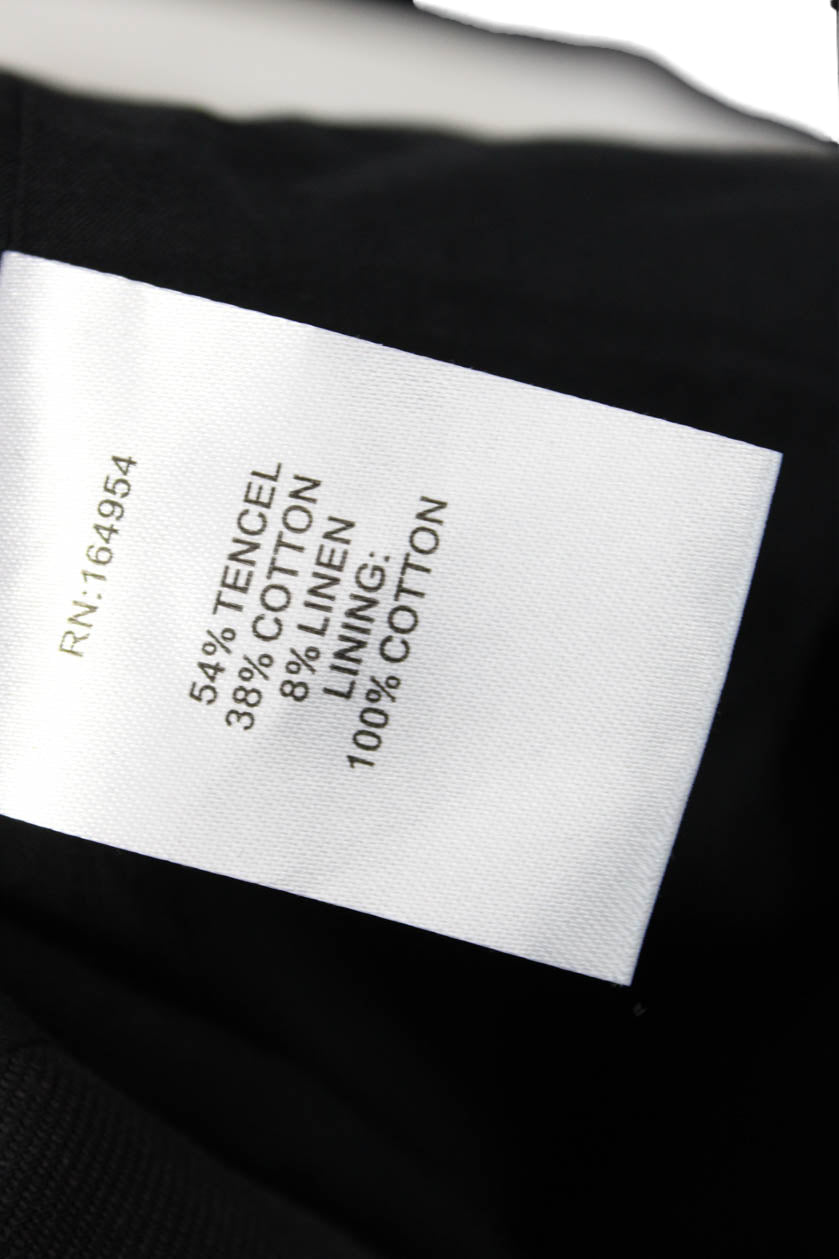 RN:164954
54% TENCEL
38% COTTON
8% LINEN
LINING:
100% COTTON